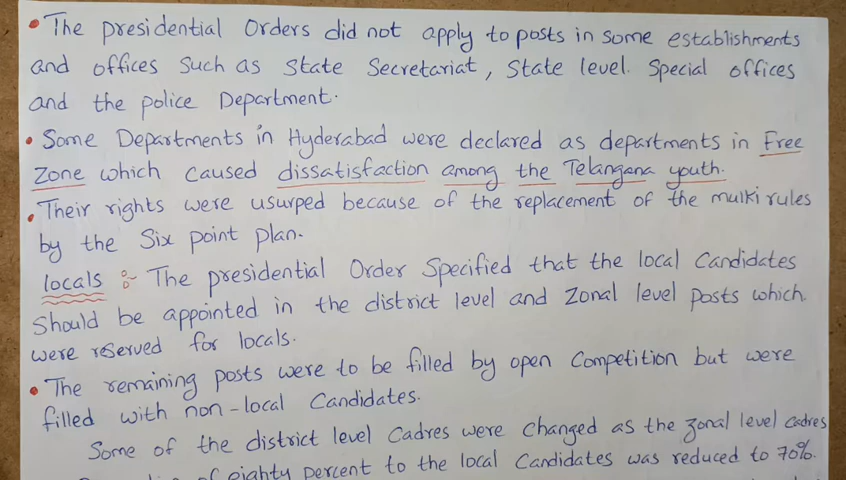 • The presidential Orders did not apply to posts in some establishments
and offices Such as State Secretariat, State level Special offices
and the police Department.
• Some Departments in Hyderabad were declared as departments in Free
Zone which caused dissatisfaction among the Telangana youth.
• Their rights were usurped because of the replacement of the mulki rules
by the Six point plan.
locals :- The presidential Order Specified that the local Candidates
Should be appointed in the district level and Zonal level posts which
were reserved for locals.
• The remaining posts were to be filled by open Competition but were
filled with non-local Candidates.
Some of the district level Cadres were changed as the zonal level cadres
of eighty percent to the local Candidates was reduced to 70%.